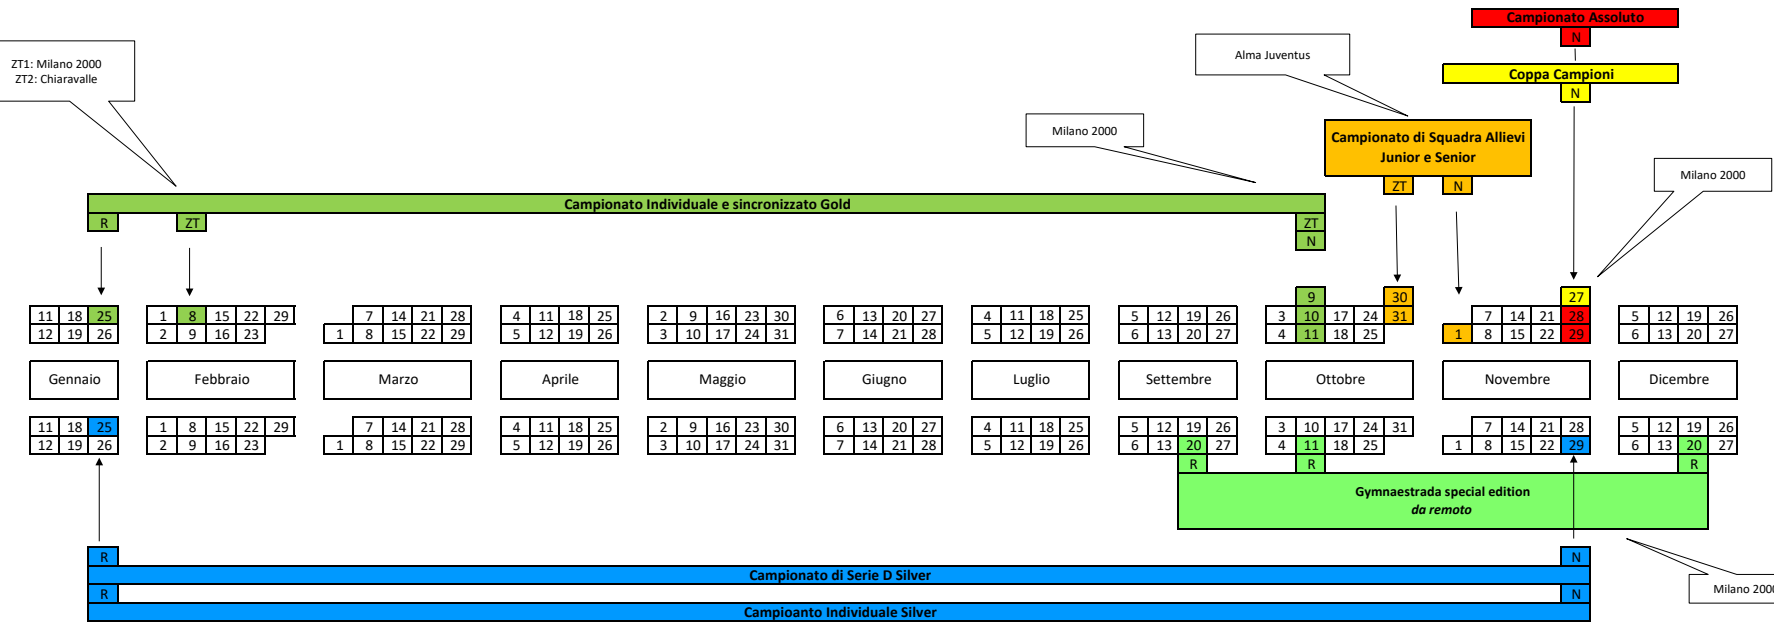 Campionato Assoluto
N
ZT1: Milano 2000
ZT2: Chiaravalle
Alma Juventus
Coppa Campioni
N
Milano 2000
Campionato di Squadra Allievi
Junior e Senior
ZT N
Milano 2000
Campionato Individuale e sincronizzato Gold
R ZT ZT
N
9 30 27
11 18 25 1 8 15 22 29 7 14 21 28 4 11 18 25 2 9 16 23 30 6 13 20 27 4 11 18 25 5 12 19 26 3 10 17 24 31 7 14 21 28 5 12 19 26
12 19 26 2 9 16 23 1 8 15 22 29 5 12 19 26 3 10 17 24 31 7 14 21 28 5 12 19 26 6 13 20 27 4 11 18 25 1 8 15 22 29 6 13 20 27
Gennaio Febbraio Marzo Aprile Maggio Giugno Luglio Settembre Ottobre Novembre Dicembre
11 18 25 1 8 15 22 29 7 14 21 28 4 11 18 25 2 9 16 23 30 6 13 20 27 4 11 18 25 5 12 19 26 3 10 17 24 31 7 14 21 28 5 12 19 26
12 19 26 2 9 16 23 1 8 15 22 29 5 12 19 26 3 10 17 24 31 7 14 21 28 5 12 19 26 6 13 20 27 4 11 18 25 1 8 15 22 29 6 13 20 27
R R R
Gymnaestrada special edition
da remoto
R N
Campionato di Serie D Silver
R N
Milano 2000
Campioanto Individuale Silver